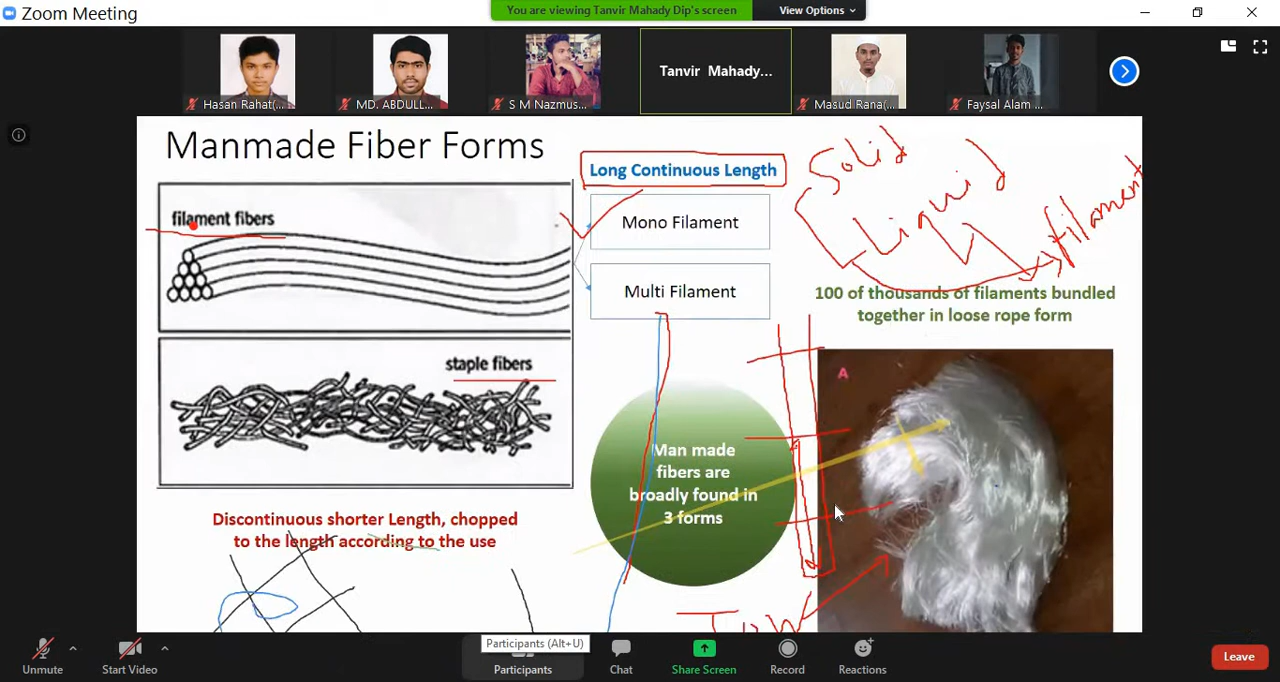 Zoom Meeting
You are viewing Tanvir Mahady Dip's screen
View Options
Hasan Rahat(...
MD. ABDULL...
S M Nazmus...
Tanvir Mahady...
Masud Rana(...
Faysal Alam ...
Manmade Fiber Forms
filament fibers
staple fibers
Discontinuous shorter Length, chopped
to the length according to the use
Long Continuous Length
Mono Filament
Multi Filament
Man made
fibers are
broadly found in
3 forms
Solid
Liquid
filament
100 of thousands of filaments bundled
together in loose rope form
A
Tow
Participants (Alt+U)
Unmute
Start Video
Participants
Chat
Share Screen
Record
Reactions
Leave